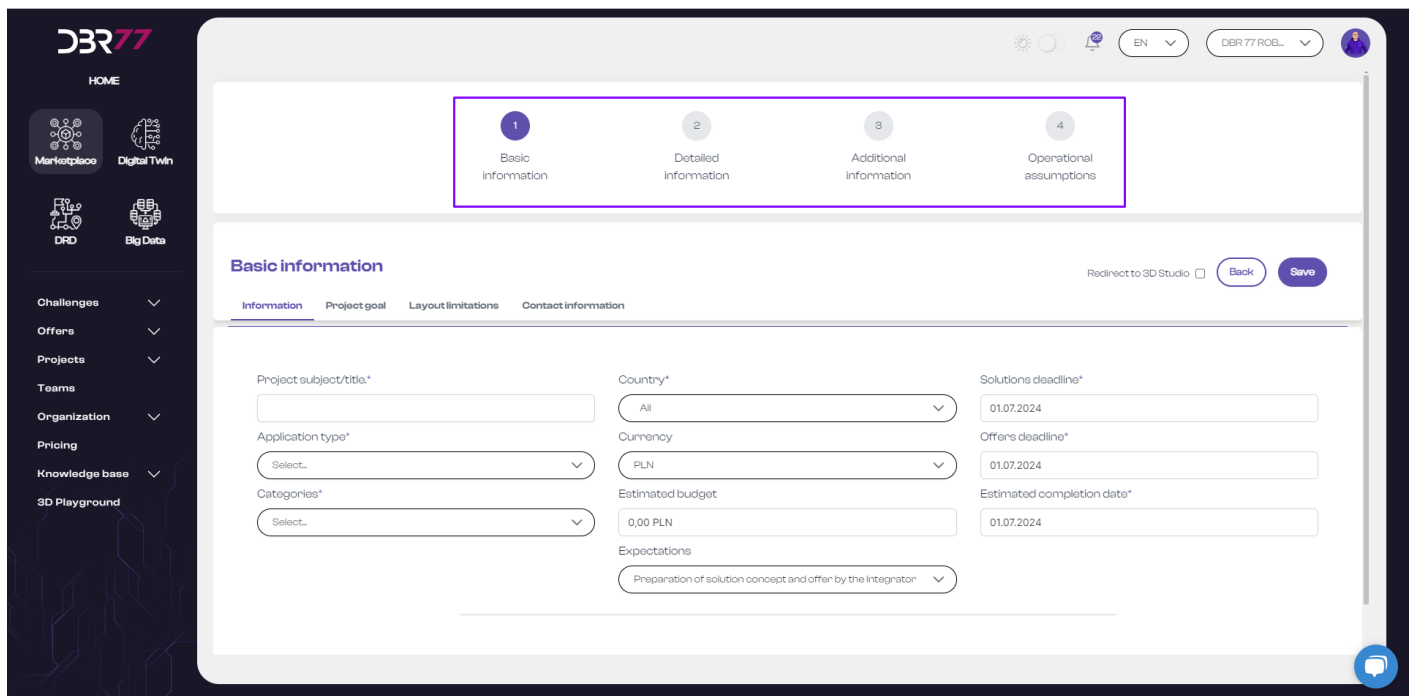 DBR77
HOME
Marketplace
Digital Twin
DRD
Big Data
Challenges
Offers
Projects
Teams
Organization
Pricing
Knowledge base
3D Playground
22
EN
DBR 77 ROB...
1
2
3
4
Basic
information
Detailed
information
Additional
information
Operational
assumptions
Basic information
Redirect to 3D Studio
Back
Save
Information
Project goal
Layout limitations
Contact information
Project subject/title.*
Application type*
Select...
Categories*
Select...
Country*
All
Currency
PLN
Estimated budget
0,00 PLN
Expectations
Preparation of solution concept and offer by the Integrator
Solutions deadline*
01.07.2024
Offers deadline*
01.07.2024
Estimated completion date*
01.07.2024